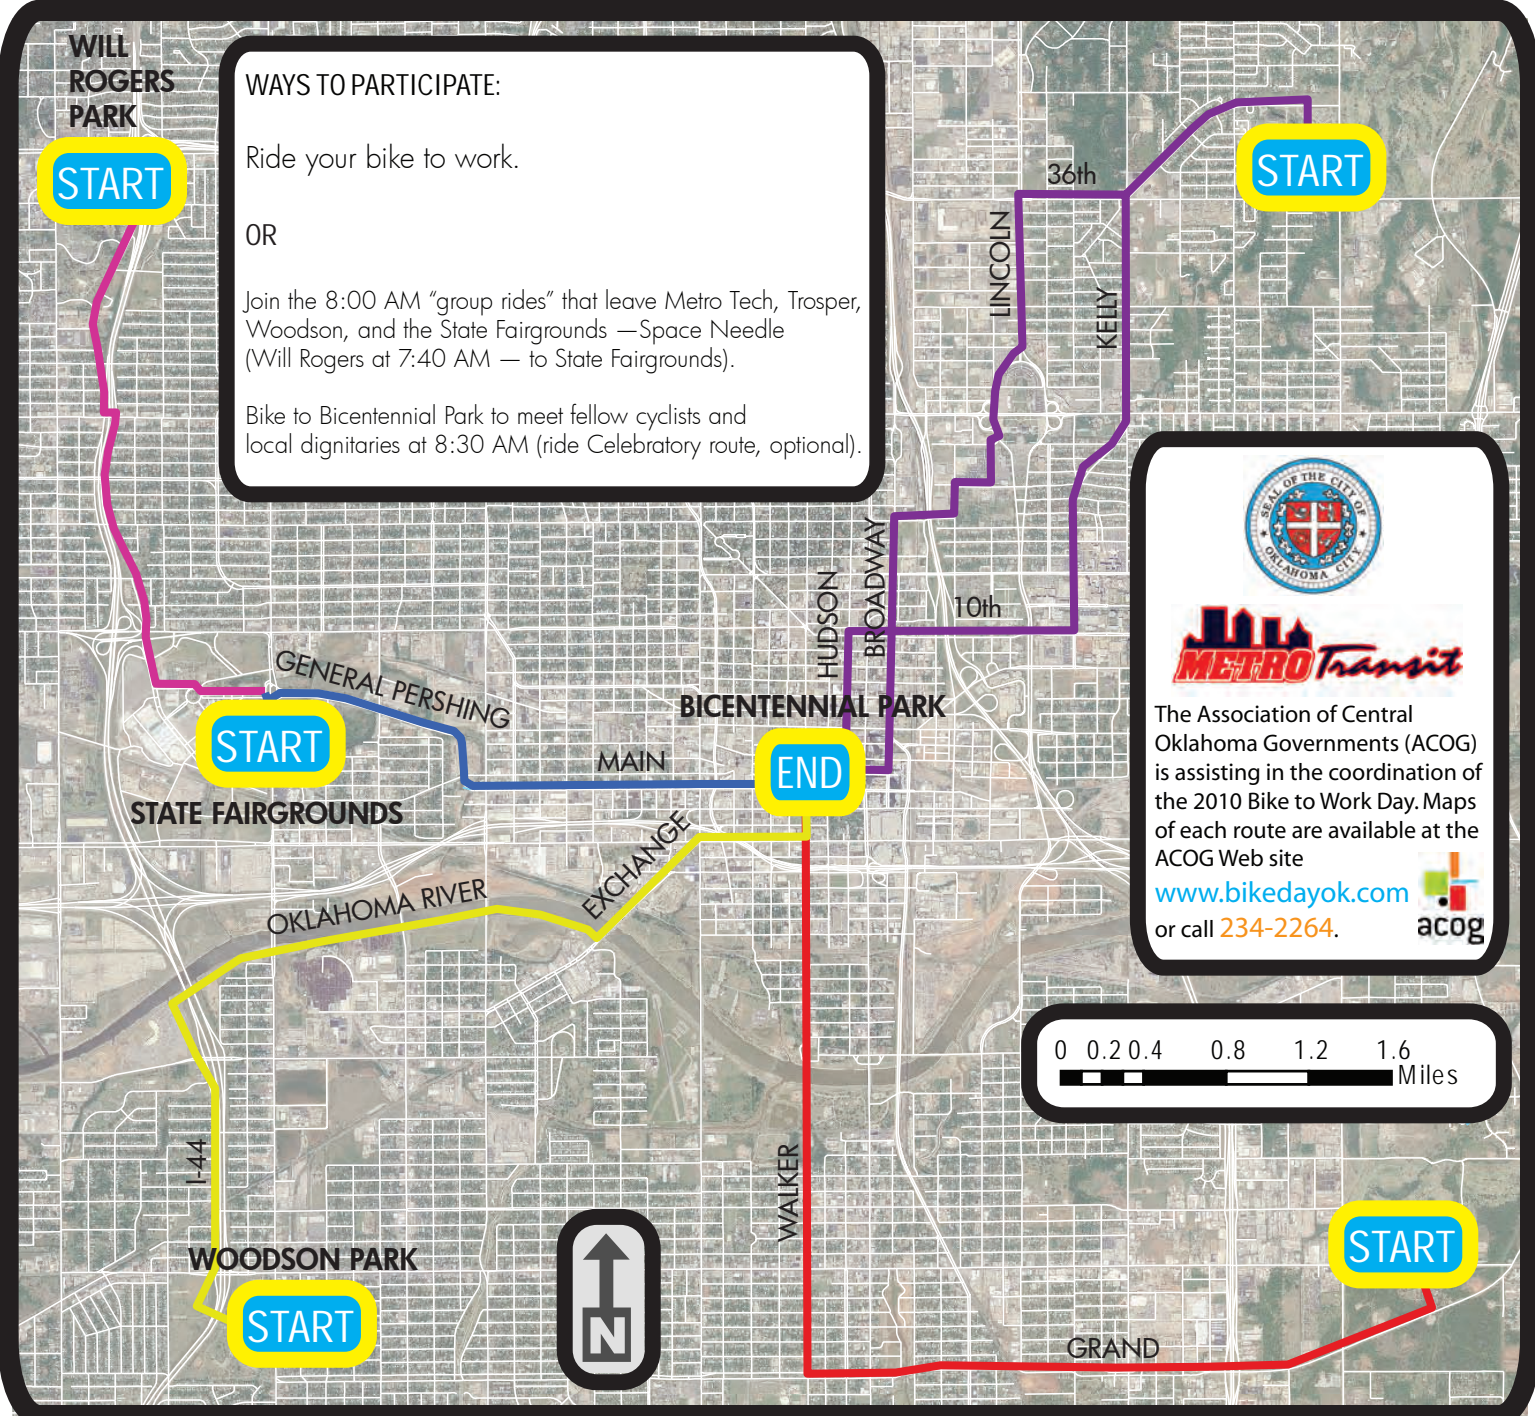 WILL
ROGERS
PARK
START
WAYS TO PARTICIPATE:
Ride your bike to work.
OR
Join the 8:00 AM “group rides” that leave Metro Tech, Trosper,
Woodson, and the State Fairgrounds —Space Needle
(Will Rogers at 7:40 AM — to State Fairgrounds).
Bike to Bicentennial Park to meet fellow cyclists and
local dignitaries at 8:30 AM (ride Celebratory route, optional).
START
36th
LINCOLN
KELLY
SEAL OF THE CITY OF
OKLAHOMA CITY
METRO Transit
The Association of Central
Oklahoma Governments (ACOG)
is assisting in the coordination of
the 2010 Bike to Work Day. Maps
of each route are available at the
ACOG Web site
www.bikedayok.com
or call 234-2264.
acog
HUDSON
BROADWAY
10th
GENERAL PERSHING
BICENTENNIAL PARK
START
MAIN
END
STATE FAIRGROUNDS
EXCHANGE
OKLAHOMA RIVER
0 0.2 0.4 0.8 1.2 1.6
Miles
I-44
WALKER
WOODSON PARK
START
N
START
GRAND